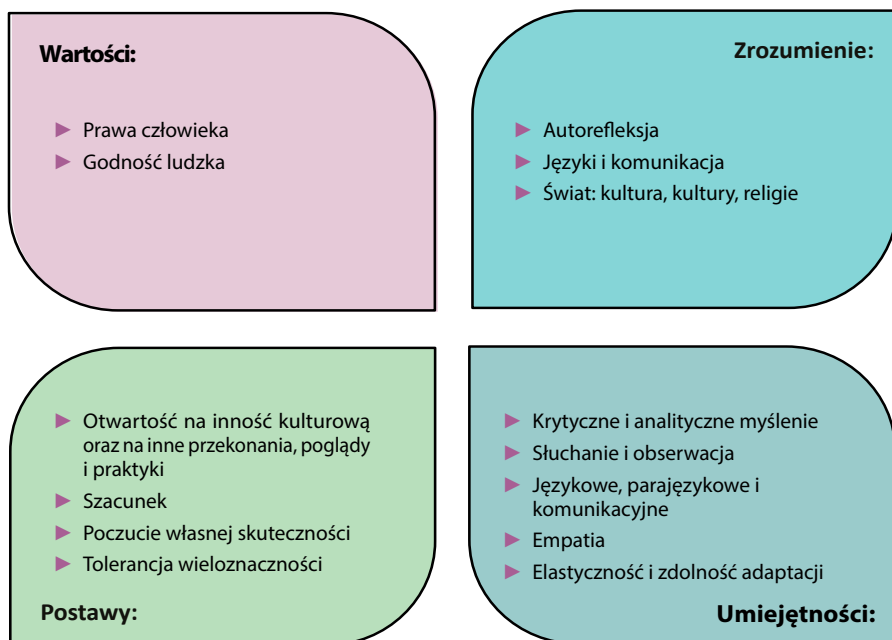 Wartości:
► Prawa człowieka
► Godność ludzka
Zrozumienie:
► Autorefleksja
► Języki i komunikacja
► Świat: kultura, kultury, religie
► Otwartość na inność kulturową
oraz na inne przekonania, poglądy
i praktyki
► Szacunek
► Poczucie własnej skuteczności
► Tolerancja wieloznaczności
Postawy:
► Krytyczne i analityczne myślenie
► Słuchanie i obserwacja
► Językowe, parajęzykowe i
komunikacyjne
► Empatia
► Elastyczność i zdolność adaptacji
Umiejętności: